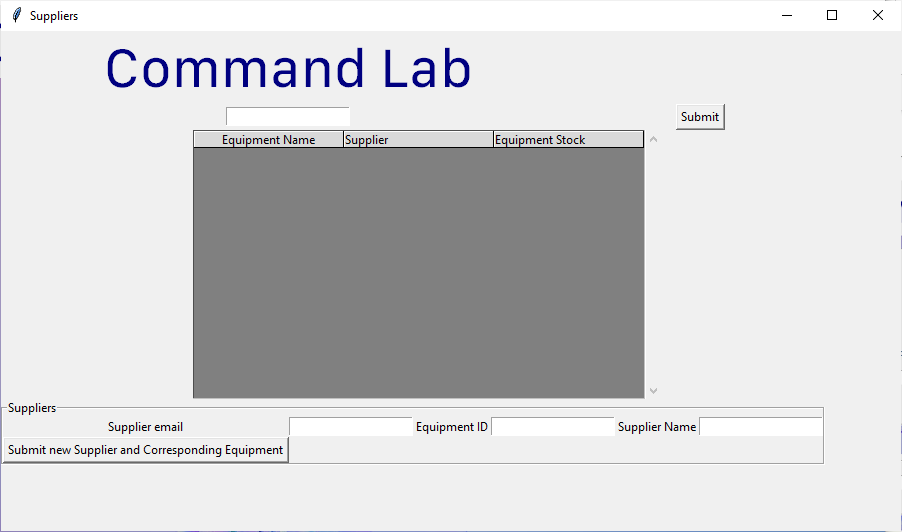 Suppliers
Command Lab
Submit
Equipment Name Supplier Equipment Stock
Suppliers
Supplier email Equipment ID Supplier Name
Submit new Supplier and Corresponding Equipment